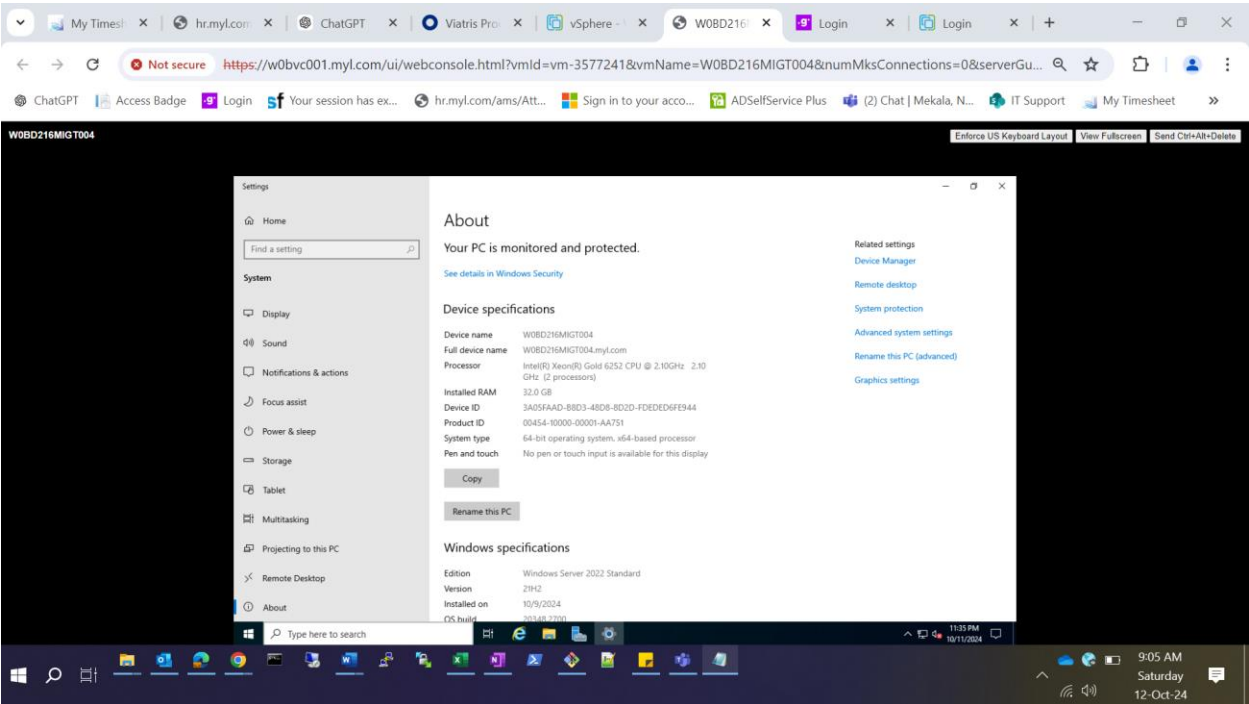 My Timesh
hr.myl.com
ChatGPT
Viatris Pro
vSphere -
W0BD216
Login
Login
Not secure https://w0bvc001.myl.com/ui/webconsole.html?vmId=vm-3577241&vmName=W0BD216MIGT004&numMksConnections=0&serverGu...
ChatGPT
Access Badge
Login
Your session has ex...
hr.myl.com/ams/Att...
Sign in to your acco...
ADSelfService Plus
(2) Chat | Mekala, N...
IT Support
My Timesheet
W0BD216MIGT004
Enforce US Keyboard Layout
View Fullscreen
Send Ctrl+Alt+Delete
Settings
Home
Find a setting
System
Display
Sound
Notifications & actions
Focus assist
Power & sleep
Storage
Tablet
Multitasking
Projecting to this PC
Remote Desktop
About
About
Your PC is monitored and protected.
See details in Windows Security
Device specifications
Device name W0BD216MIGT004
Full device name W0BD216MIGT004.myl.com
Processor Intel(R) Xeon(R) Gold 6252 CPU @ 2.10GHz 2.10
GHz (2 processors)
Installed RAM 32.0 GB
Device ID 3A05FAAD-B8D3-48D8-8D2D-FDEDED6FE944
Product ID 00454-10000-00001-AA751
System type 64-bit operating system, x64-based processor
Pen and touch No pen or touch input is available for this display
Copy
Rename this PC
Windows specifications
Edition Windows Server 2022 Standard
Version 21H2
Installed on 10/9/2024
OS build 20348.2700
Related settings
Device Manager
Remote desktop
System protection
Advanced system settings
Rename this PC (advanced)
Graphics settings
Type here to search
11:35 PM
10/11/2024
9:05 AM
Saturday
12-Oct-24